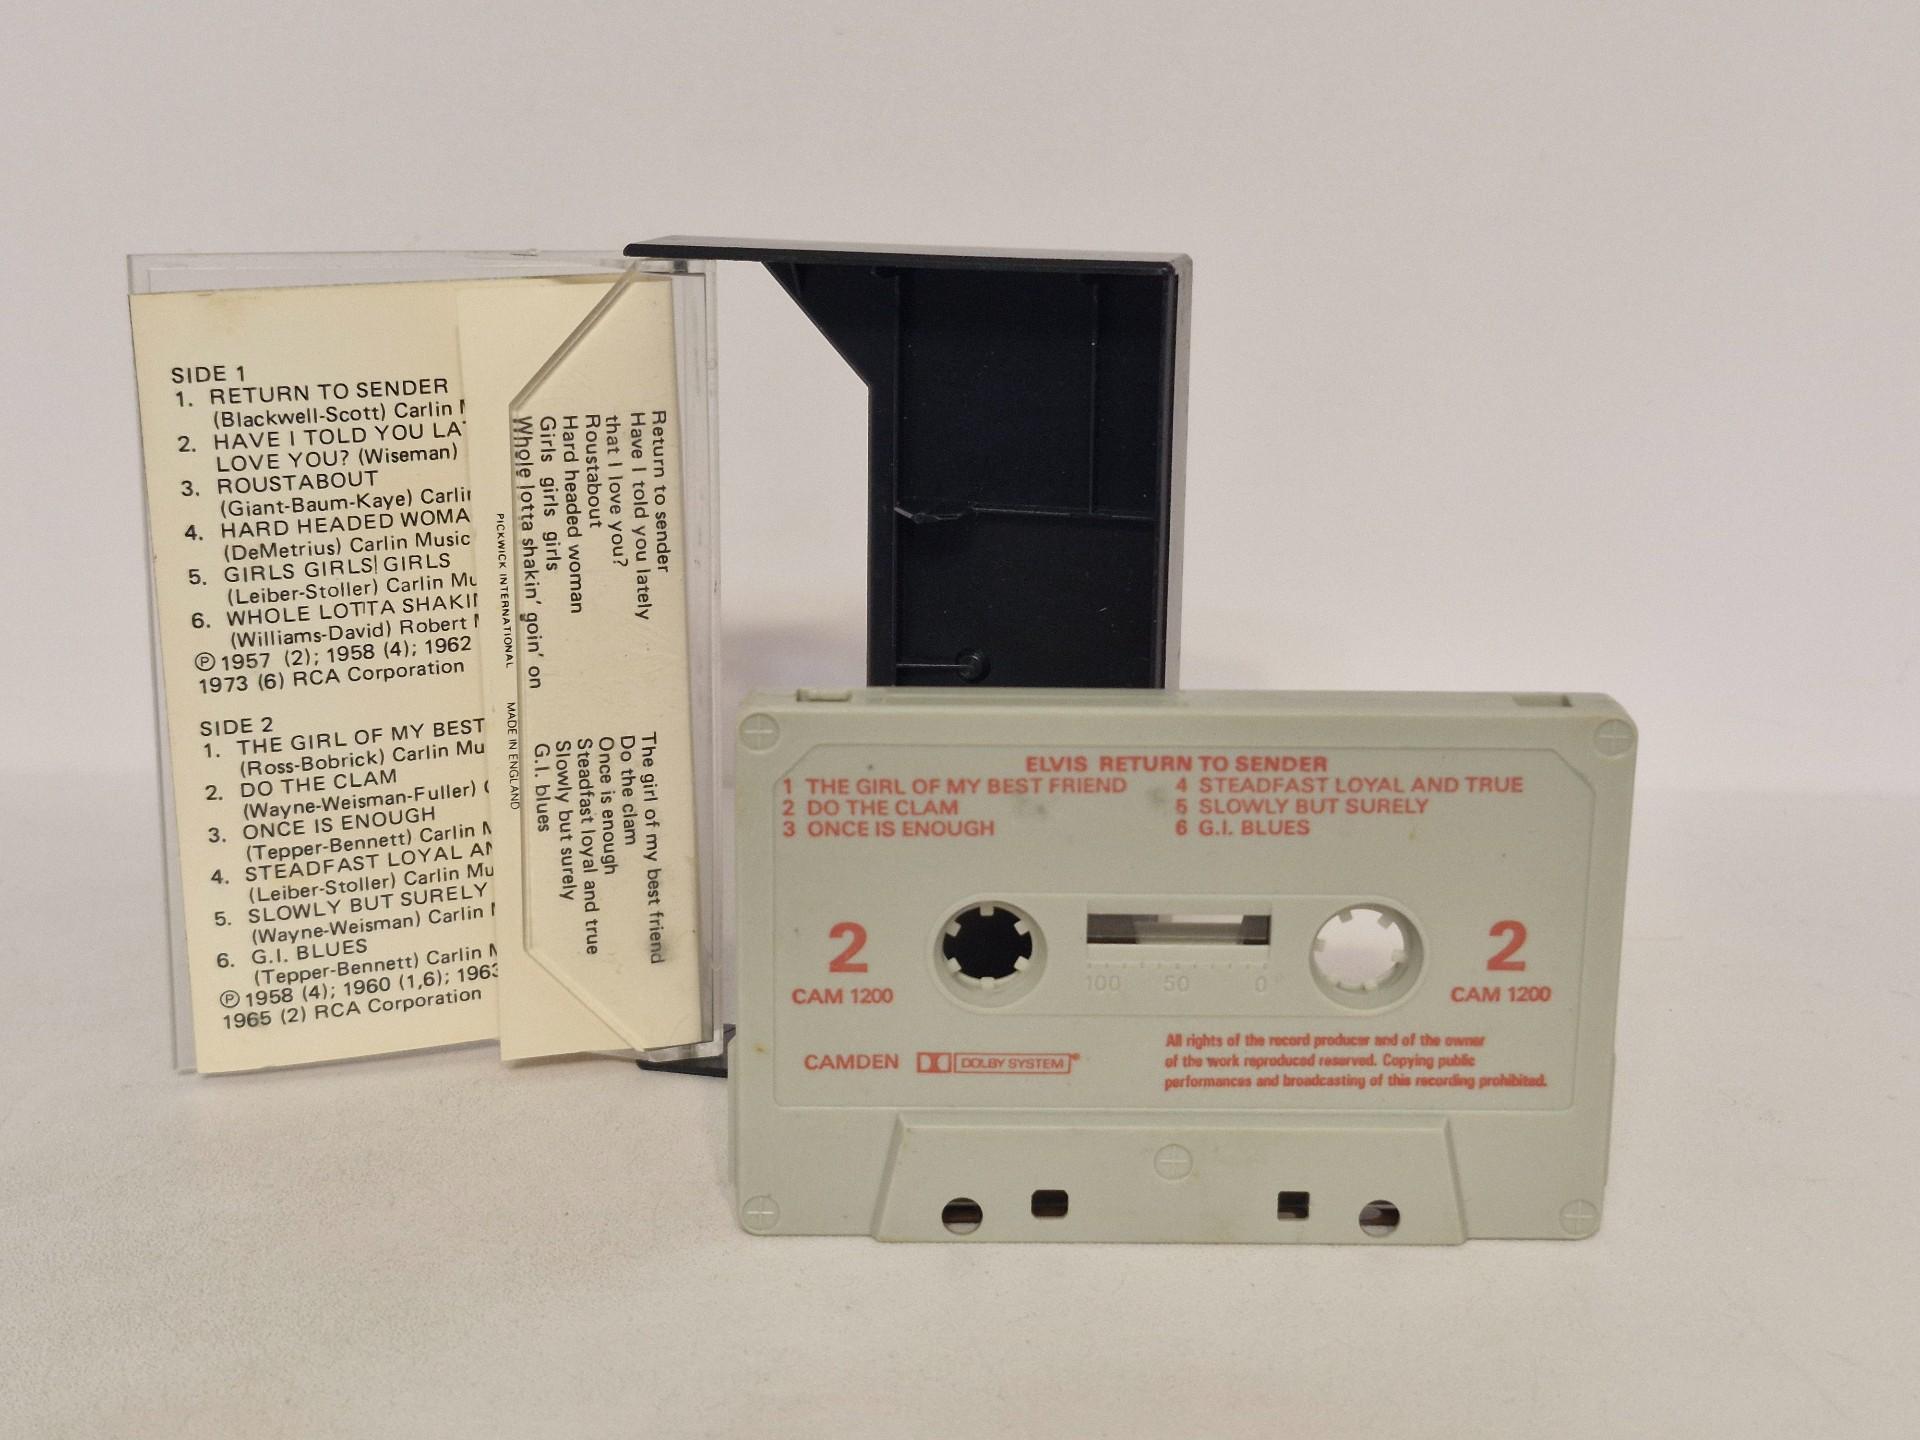 SIDE 1
1. RETURN TO SENDER
(Blackwell-Scott) Carlin
2. HAVE I TOLD YOU
LOVE YOU? (Wiseman)
3. ROUSTABOUT
(Giant-Baum-Kaye)
4. HARD HEADED
(DeMetrius) Carlin Music
5. GIRLS GIRLS GIRLS
(Leiber-Stoller) Carlin
6. WHOLE LOTTA
(Williams-David) Robert
℗ 1957 (2); 1958 (4); 1962
1973 (6) RCA Corporation
SIDE 2
1. THE GIRL OF MY BEST
(Ross-Bobrick) Carlin
2. DO THE CLAM
(Wayne-Weisman-Fuller)
3. ONCE IS ENOUGH
(Tepper-Bennett) Carlin
4. STEADFAST LOYAL
(Leiber-Stoller) Carlin
5. SLOWLY BUT SURELY
(Wayne-Weisman) Carlin
6. G.I. BLUES
(Tepper-Bennett) Carlin
℗ 1958 (4); 1960 (1,6); 1963
1965 (2) RCA Corporation
Return to sender
Have I told you lately
that I love you?
Roustabout
Hard headed woman
Girls girls girls
Whole lotta shakin' goin' on
The girl of my best friend
Do the clam
Once is enough
Steadfast loyal and true
Slowly but surely
G.I. blues
PICKWICK INTERNATIONAL MADE IN ENGLAND
ELVIS RETURN TO SENDER
1 THE GIRL OF MY BEST FRIEND 4 STEADFAST LOYAL AND TRUE
2 DO THE CLAM 5 SLOWLY BUT SURELY
3 ONCE IS ENOUGH 6 G.I. BLUES
2 2
CAM 1200 CAM 1200
100 50 0
CAMDEN DOLBY SYSTEM®
All rights of the record producer and of the owner
of the work reproduced reserved. Copying public
performances and broadcasting of this recording prohibited.